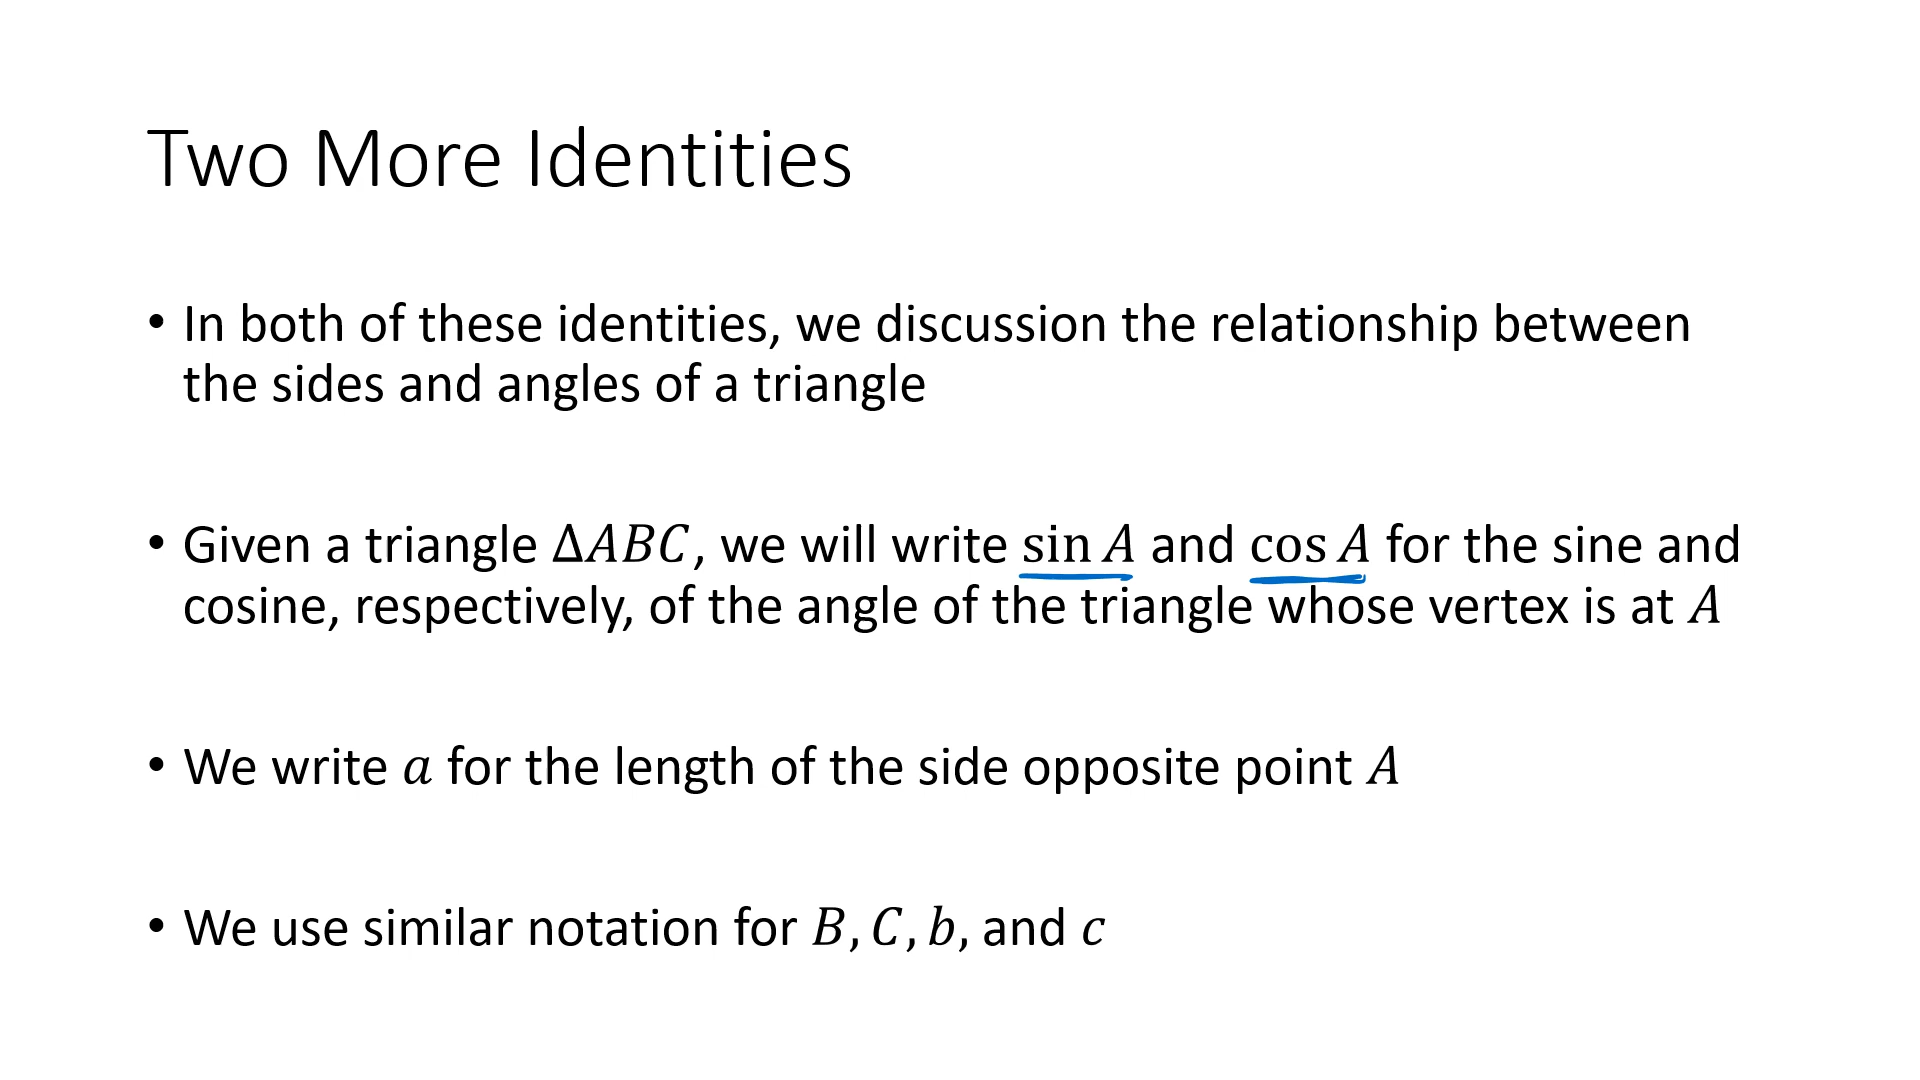 Two More Identities
• In both of these identities, we discussion the relationship between
the sides and angles of a triangle
• Given a triangle Δ𝐴𝐵𝐶, we will write sin 𝐴 and cos 𝐴 for the sine and
cosine, respectively, of the angle of the triangle whose vertex is at 𝐴
• We write 𝑎 for the length of the side opposite point 𝐴
• We use similar notation for 𝐵, 𝐶, 𝑏, and 𝑐